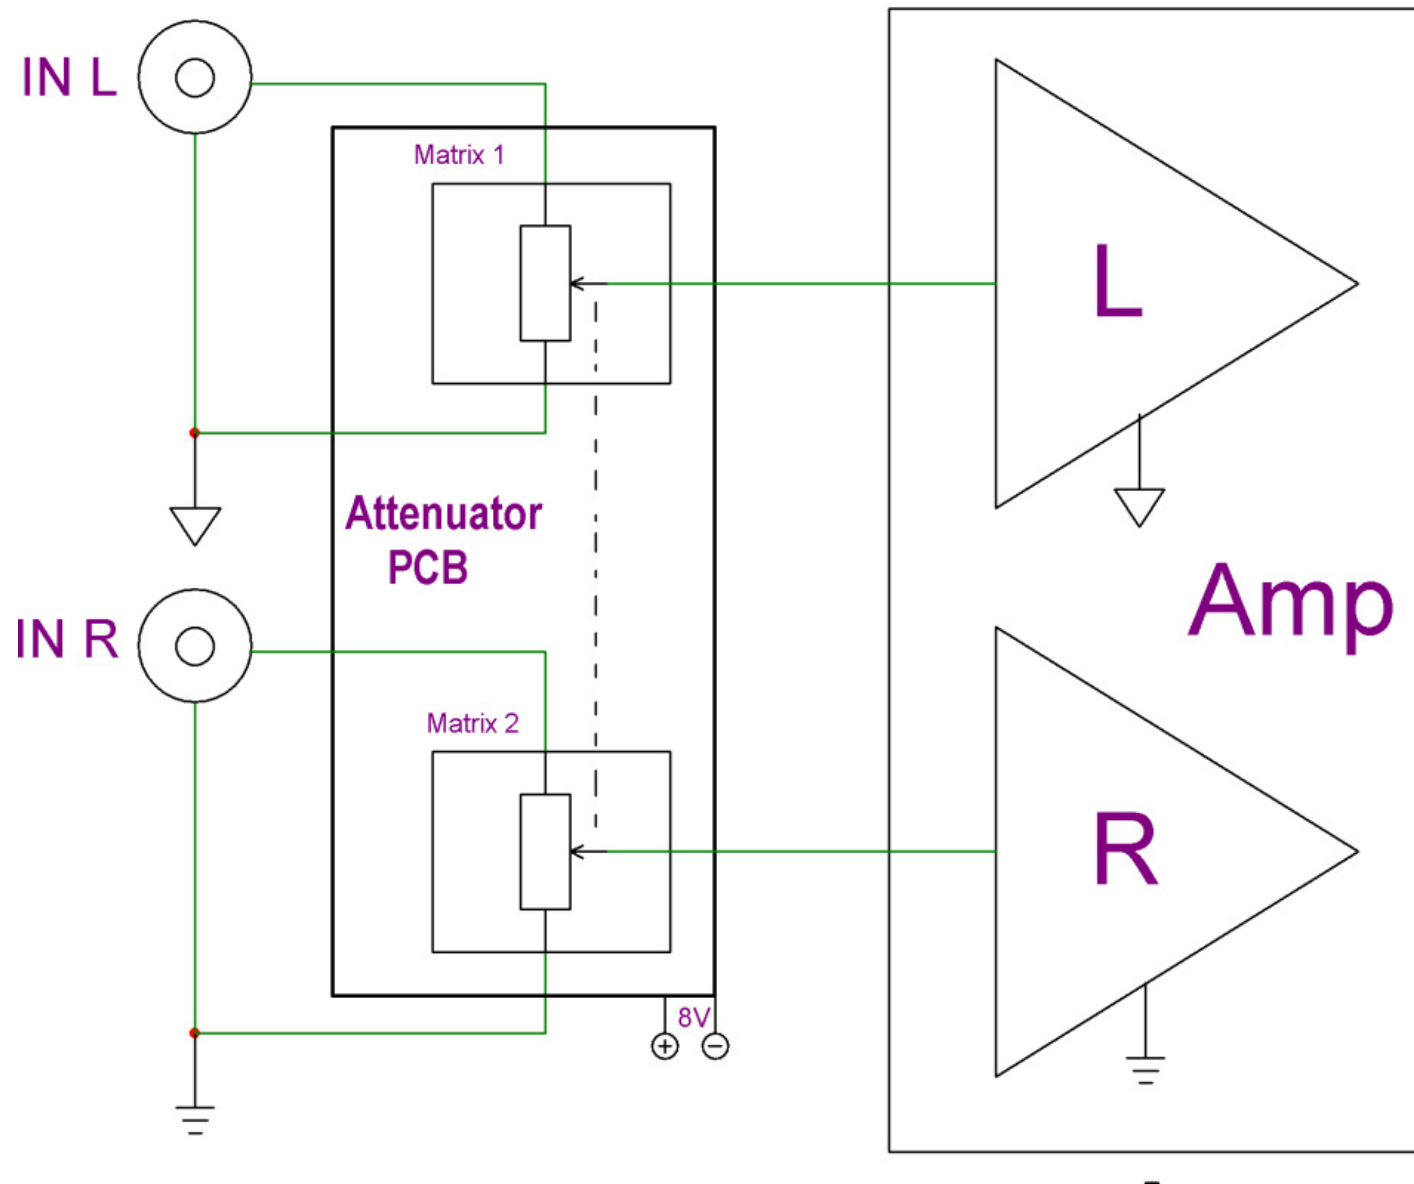 IN L
Matrix 1
L
Attenuator
PCB
Amp
IN R
Matrix 2
R
8V